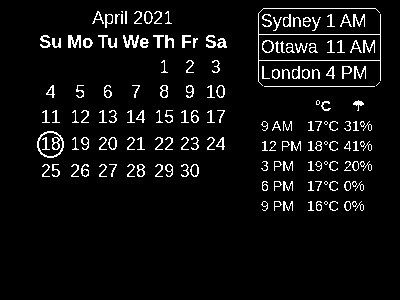 April 2021
Su Mo Tu We Th Fr Sa
1 2 3
4 5 6 7 8 9 10
11 12 13 14 15 16 17
18 19 20 21 22 23 24
25 26 27 28 29 30
Sydney 1 AM
Ottawa 11 AM
London 4 PM
°C ☂
9 AM 17°C 31%
12 PM 18°C 41%
3 PM 19°C 20%
6 PM 17°C 0%
9 PM 16°C 0%